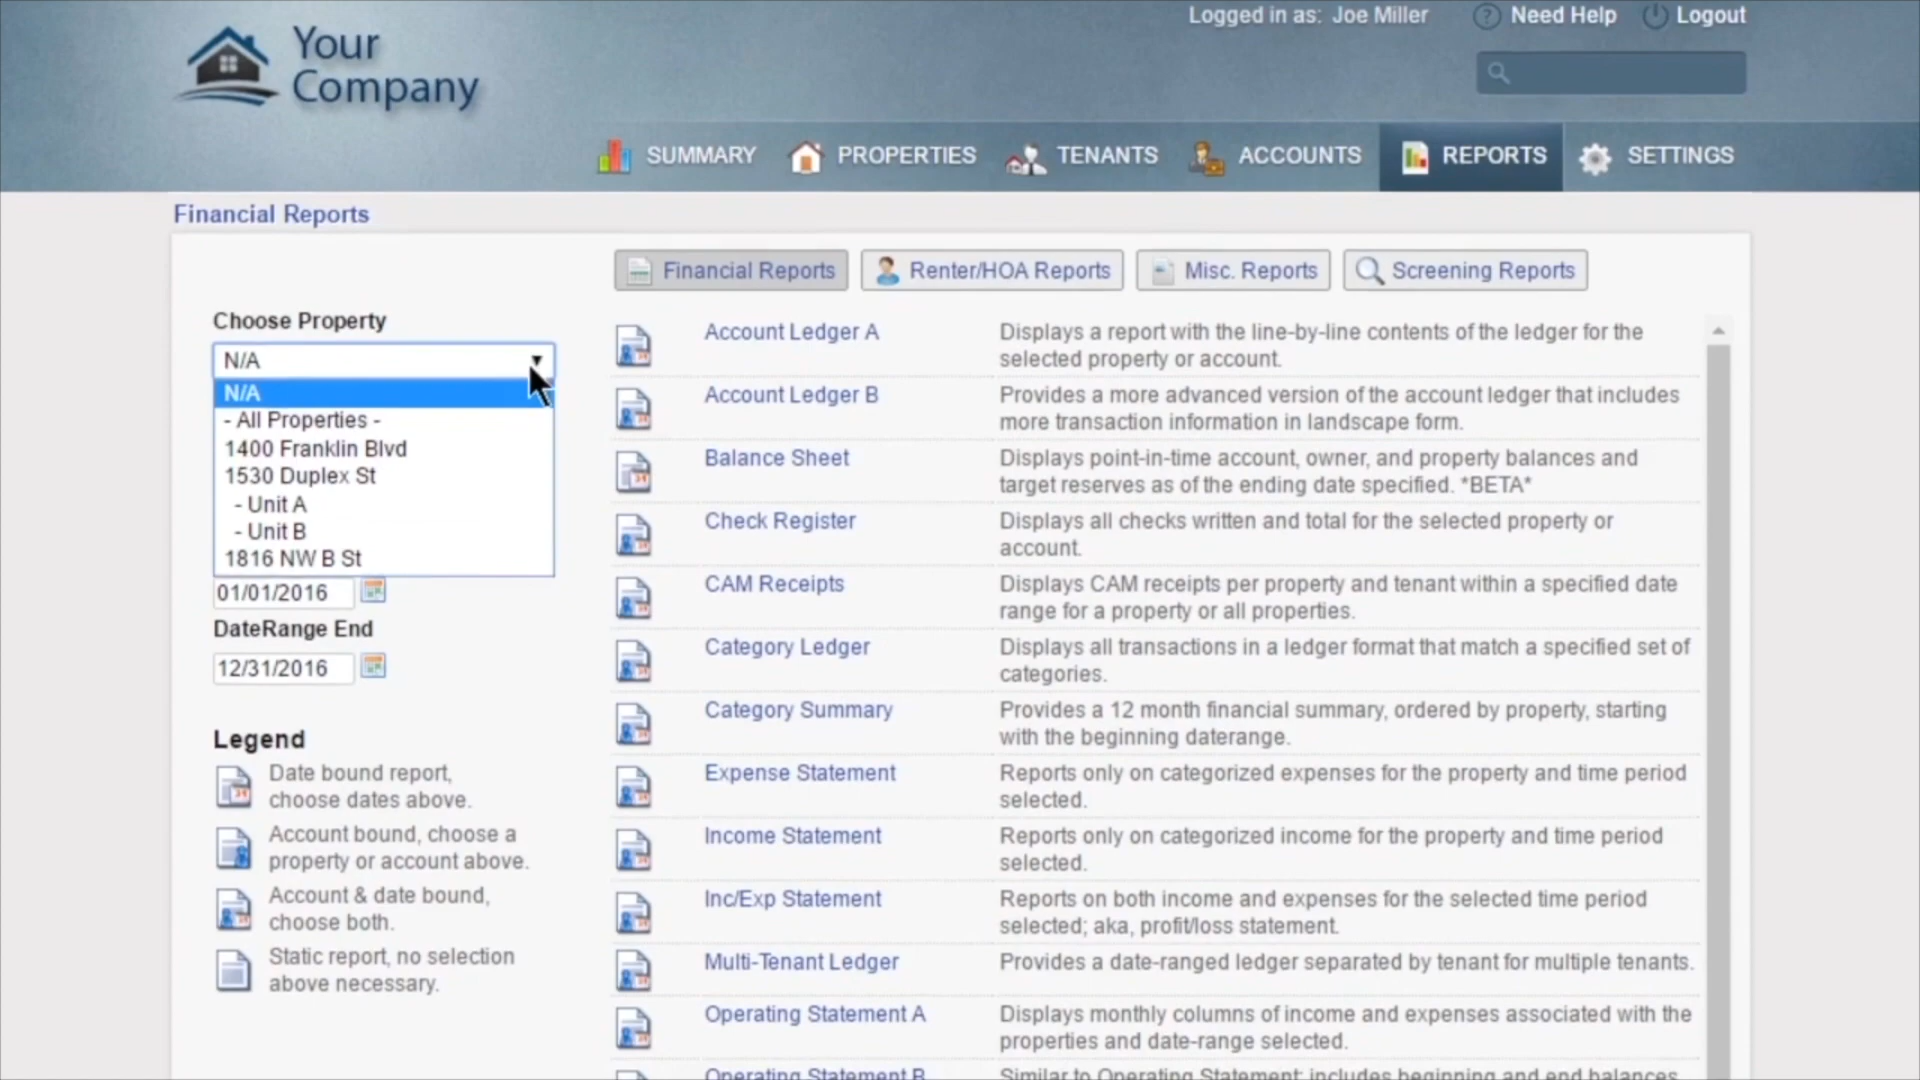 Logged in as: Joe Miller
Need Help
Logout
Your
Company
SUMMARY
PROPERTIES
TENANTS
ACCOUNTS
REPORTS
SETTINGS
Financial Reports
Financial Reports
Renter/HOA Reports
Misc. Reports
Screening Reports
Choose Property
N/A
N/A
- All Properties -
1400 Franklin Blvd
1530 Duplex St
- Unit A
- Unit B
1816 NW B St
01/01/2016
DateRange End
12/31/2016
Legend
Date bound report,
choose dates above.
Account bound, choose a
property or account above.
Account & date bound,
choose both.
Static report, no selection
above necessary.
Account Ledger A
Displays a report with the line-by-line contents of the ledger for the
selected property or account.
Account Ledger B
Provides a more advanced version of the account ledger that includes
more transaction information in landscape form.
Balance Sheet
Displays point-in-time account, owner, and property balances and
target reserves as of the ending date specified. *BETA*
Check Register
Displays all checks written and total for the selected property or
account.
CAM Receipts
Displays CAM receipts per property and tenant within a specified date
range for a property or all properties.
Category Ledger
Displays all transactions in a ledger format that match a specified set of
categories.
Category Summary
Provides a 12 month financial summary, ordered by property, starting
with the beginning daterange.
Expense Statement
Reports only on categorized expenses for the property and time period
selected.
Income Statement
Reports only on categorized income for the property and time period
selected.
Inc/Exp Statement
Reports on both income and expenses for the selected time period
selected; aka, profit/loss statement.
Multi-Tenant Ledger
Provides a date-ranged ledger separated by tenant for multiple tenants.
Operating Statement A
Displays monthly columns of income and expenses associated with the
properties and date-range selected.
Operating Statement B
Similar to Operating Statement; includes beginning and end balances